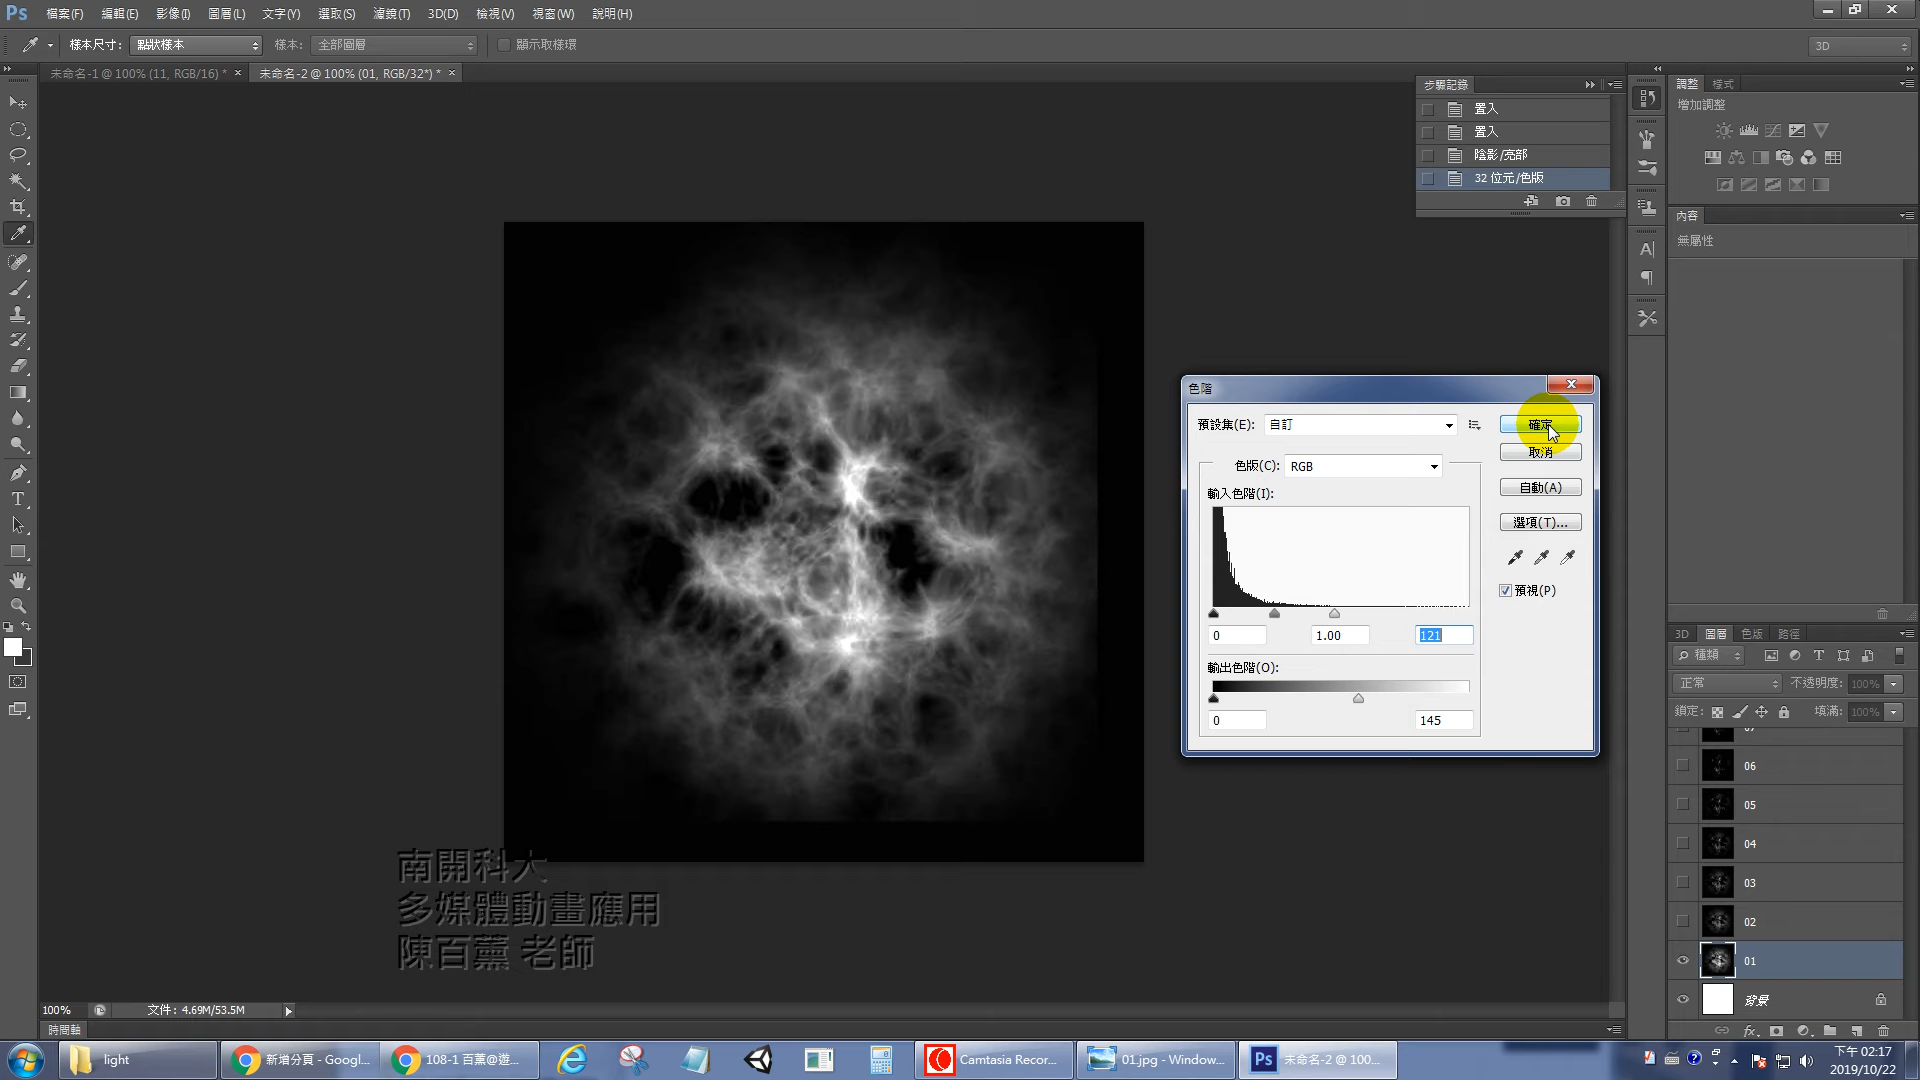 Ps 檔案(F) 編輯(E) 影像(I) 圖層(L) 文字(Y) 選取(S) 濾鏡(T) 3D(D) 檢視(V) 視窗(W) 說明(H)
樣本尺寸: 點狀樣本 樣本: 全部圖層 顯示取樣環 3D
未命名-1 @ 100% (11, RGB/16) * × 未命名-2 @ 100% (01, RGB/32*) * ×
步驟記錄
置入
置入
陰影/亮部
32 位元/色版
調整 樣式
增加調整
內容
無屬性
色階
預設集(E): 自訂
確定
取消
自動(A)
選項(T)...
預視(P)
色版(C): RGB
輸入色階(I):
0 1.00 121
輸出色階(O):
0 145
3D 圖層 色版 路徑
種類
正常 不透明度: 100%
鎖定: 填滿: 100%
06
05
04
03
02
01
背景
南開科大
多媒體動畫應用
陳百薰 老師
100% 文件: 4.69M/53.5M
時間軸
light
新增分頁 - Googl...
108-1 百薰@遊...
Camtasia Recor...
01.jpg - Window...
Ps 未命名-2 @ 100...
下午 02:17
2019/10/22